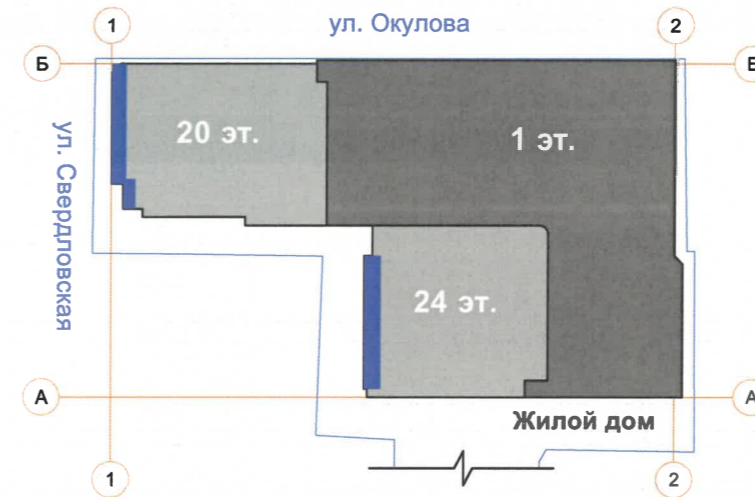 ул. Окулова
1
2
Б
Б
20 эт.
1 эт.
ул. Свердловская
24 эт.
А
А
Жилой дом
1
2